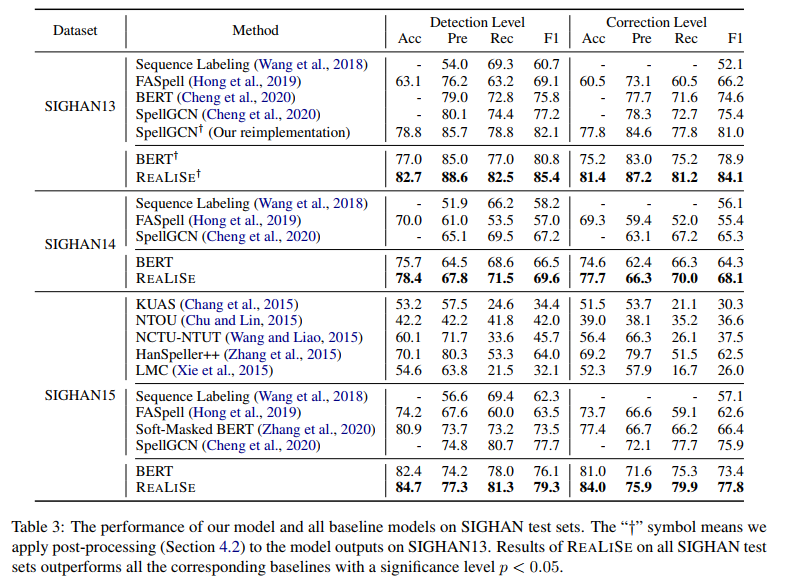 Dataset Method Detection Level Correction Level
Acc Pre Rec F1 Acc Pre Rec F1
SIGHAN13
Sequence Labeling (Wang et al., 2018) - 54.0 69.3 60.7 - - - 52.1
FASpell (Hong et al., 2019) 63.1 76.2 63.2 69.1 60.5 73.1 60.5 66.2
BERT (Cheng et al., 2020) - 79.0 72.8 75.8 - 77.7 71.6 74.6
SpellGCN (Cheng et al., 2020) - 80.1 74.4 77.2 - 78.3 72.7 75.4
SpellGCN† (Our reimplementation) 78.8 85.7 78.8 82.1 77.8 84.6 77.8 81.0
BERT† 77.0 85.0 77.0 80.8 75.2 83.0 75.2 78.9
REALISE† 82.7 88.6 82.5 85.4 81.4 87.2 81.2 84.1
SIGHAN14
Sequence Labeling (Wang et al., 2018) - 51.9 66.2 58.2 - - - 56.1
FASpell (Hong et al., 2019) 70.0 61.0 53.5 57.0 69.3 59.4 52.0 55.4
SpellGCN (Cheng et al., 2020) - 65.1 69.5 67.2 - 63.1 67.2 65.3
BERT 75.7 64.5 68.6 66.5 74.6 62.4 66.3 64.3
REALISE 78.4 67.8 71.5 69.6 77.7 66.3 70.0 68.1
SIGHAN15
KUAS (Chang et al., 2015) 53.2 57.5 24.6 34.4 51.5 53.7 21.1 30.3
NTOU (Chu and Lin, 2015) 42.2 42.2 41.8 42.0 39.0 38.1 35.2 36.6
NCTU-NTUT (Wang and Liao, 2015) 60.1 71.7 33.6 45.7 56.4 66.3 26.1 37.5
HanSpeller++ (Zhang et al., 2015) 70.1 80.3 53.3 64.0 69.2 79.7 51.5 62.5
LMC (Xie et al., 2015) 54.6 63.8 21.5 32.1 52.3 57.9 16.7 26.0
Sequence Labeling (Wang et al., 2018) - 56.6 69.4 62.3 - - - 57.1
FASpell (Hong et al., 2019) 74.2 67.6 60.0 63.5 73.7 66.6 59.1 62.6
Soft-Masked BERT (Zhang et al., 2020) 80.9 73.7 73.2 73.5 77.4 66.7 66.2 66.4
SpellGCN (Cheng et al., 2020) - 74.8 80.7 77.7 - 72.1 77.7 75.9
BERT 82.4 74.2 78.0 76.1 81.0 71.6 75.3 73.4
REALISE 84.7 77.3 81.3 79.3 84.0 75.9 79.9 77.8
Table 3: The performance of our model and all baseline models on SIGHAN test sets. The “†” symbol means we
apply post-processing (Section 4.2) to the model outputs on SIGHAN13. Results of REALISE on all SIGHAN test
sets outperforms all the corresponding baselines with a significance level p < 0.05.